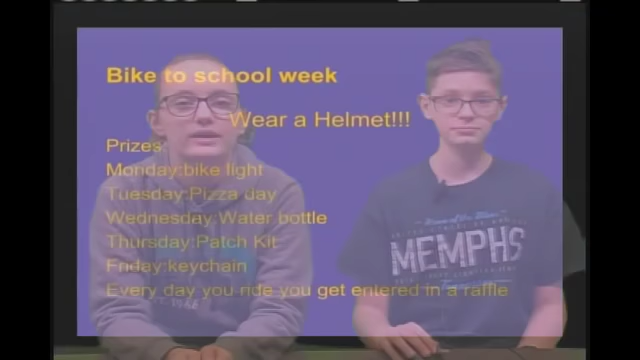 Bike to school week
Wear a Helmet!!!
Prizes:
Monday:bike light
Tuesday:Pizza day
Wednesday:Water bottle
Thursday:Patch Kit
Friday:keychain
Every day you ride you get entered in a raffle
MEMPHS